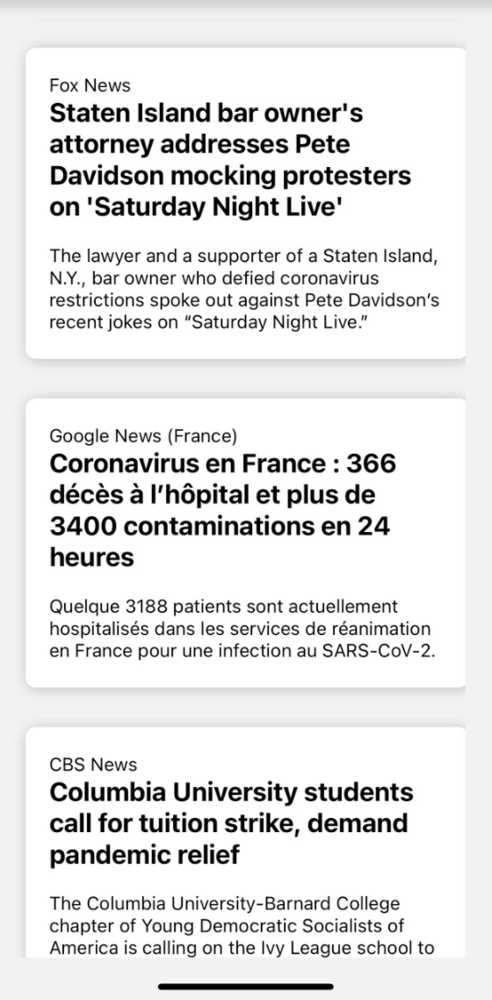 Fox News
Staten Island bar owner's
attorney addresses Pete
Davidson mocking protesters
on 'Saturday Night Live'
The lawyer and a supporter of a Staten Island,
N.Y., bar owner who defied coronavirus
restrictions spoke out against Pete Davidson’s
recent jokes on “Saturday Night Live.”
Google News (France)
Coronavirus en France : 366
décès à l’hôpital et plus de
3400 contaminations en 24
heures
Quelque 3188 patients sont actuellement
hospitalisés dans les services de réanimation
en France pour une infection au SARS-CoV-2.
CBS News
Columbia University students
call for tuition strike, demand
pandemic relief
The Columbia University-Barnard College
chapter of Young Democratic Socialists of
America is calling on the Ivy League school to